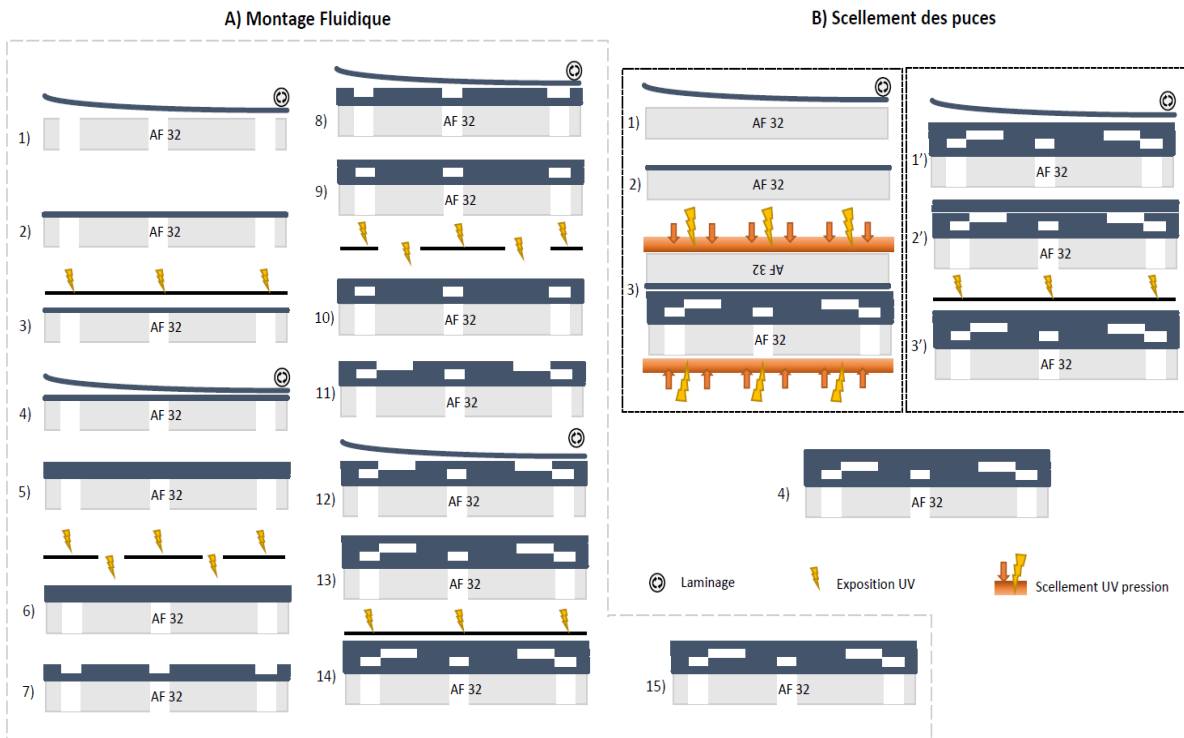 A) Montage Fluidique
1)
AF 32
2)
AF 32
3)
AF 32
4)
AF 32
5)
AF 32
6)
AF 32
7)
AF 32
8)
AF 32
9)
AF 32
10)
AF 32
11)
AF 32
12)
AF 32
13)
AF 32
14)
AF 32
15)
AF 32
B) Scellement des puces
1)
AF 32
2)
AF 32
3)
AF 32
AF 32
1')
AF 32
2')
AF 32
3')
AF 32
4)
AF 32
Laminage
Exposition UV
Scellement UV pression